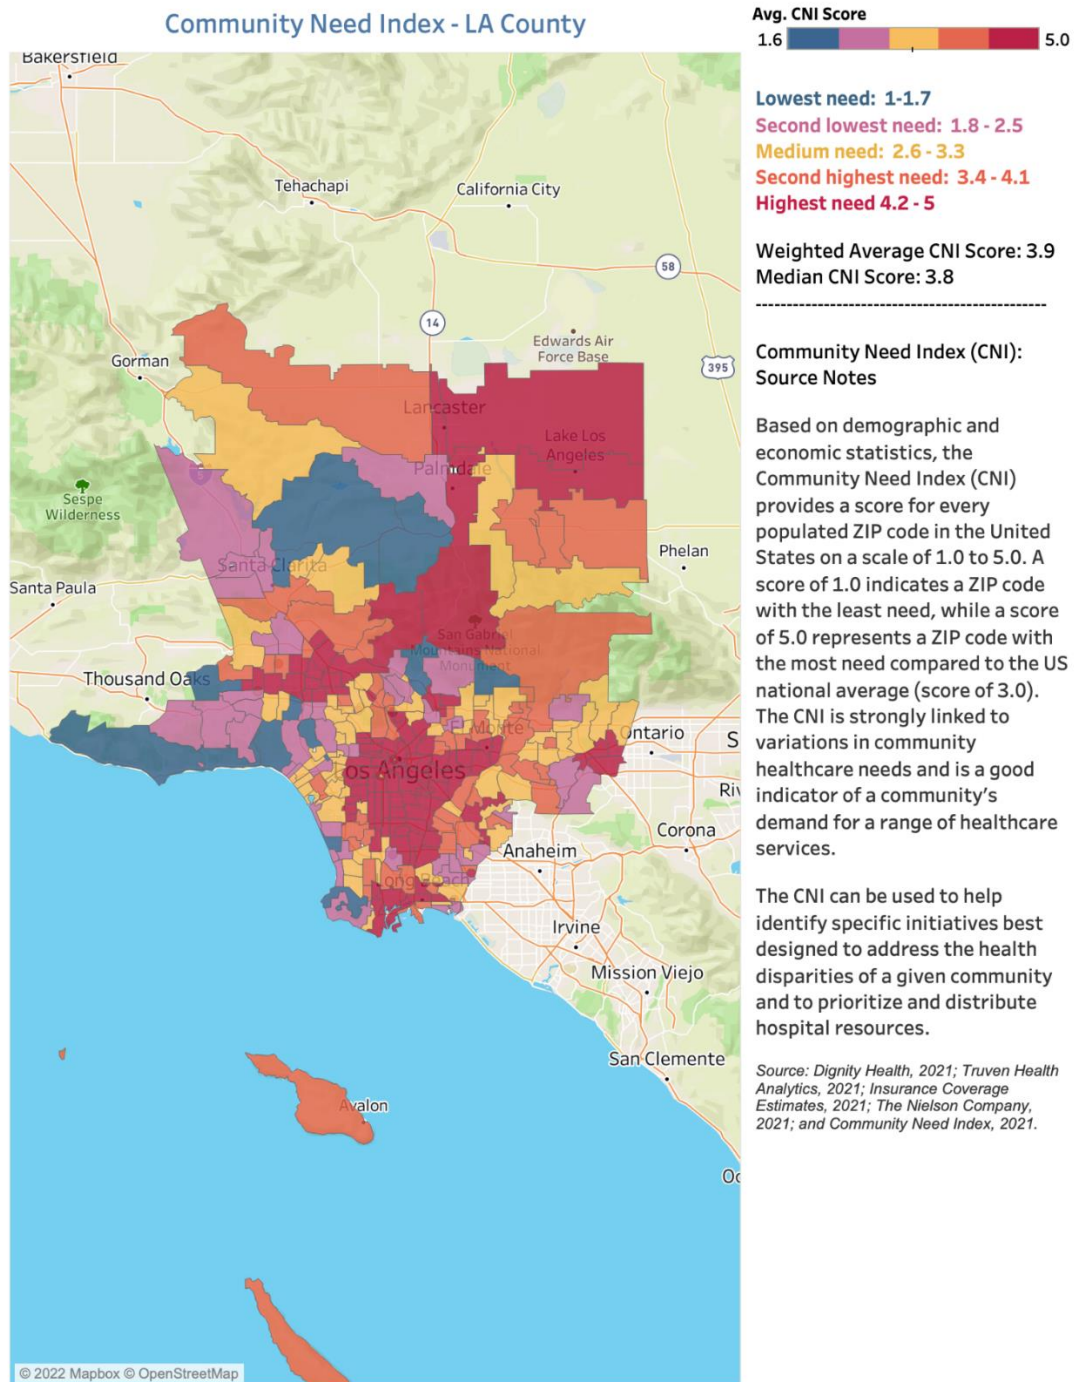 Community Need Index - LA County
Avg. CNI Score
1.6
5.0
Lowest need: 1-1.7
Second lowest need: 1.8 - 2.5
Medium need: 2.6 - 3.3
Second highest need: 3.4 - 4.1
Highest need 4.2 - 5
Weighted Average CNI Score: 3.9
Median CNI Score: 3.8
------------------------------------------------
Community Need Index (CNI):
Source Notes
Based on demographic and
economic statistics, the
Community Need Index (CNI)
provides a score for every
populated ZIP code in the United
States on a scale of 1.0 to 5.0. A
score of 1.0 indicates a ZIP code
with the least need, while a score
of 5.0 represents a ZIP code with
the most need compared to the US
national average (score of 3.0).
The CNI is strongly linked to
variations in community
healthcare needs and is a good
indicator of a community's
demand for a range of healthcare
services.
The CNI can be used to help
identify specific initiatives best
designed to address the health
disparities of a given community
and to prioritize and distribute
hospital resources.
Source: Dignity Health, 2021; Truven Health
Analytics, 2021; Insurance Coverage
Estimates, 2021; The Nielson Company,
2021; and Community Need Index, 2021.
Bakersfield
Tehachapi
California City
58
14
Edwards Air
Force Base
395
Gorman
Lancaster
Lake Los
Angeles
Palmdale
5
Sespe
Wilderness
Phelan
Santa Clarita
Santa Paula
San Gabriel
Mountains National
Monument
Thousand Oaks
El Monte
Ontario
S
Los Angeles
Riv
Corona
Anaheim
Long Beach
Irvine
Mission Viejo
San Clemente
Avalon
Oc
© 2022 Mapbox © OpenStreetMap